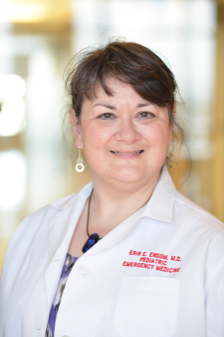 ERIN E. ENDOM, M.D.
PEDIATRIC
EMERGENCY MEDICINE